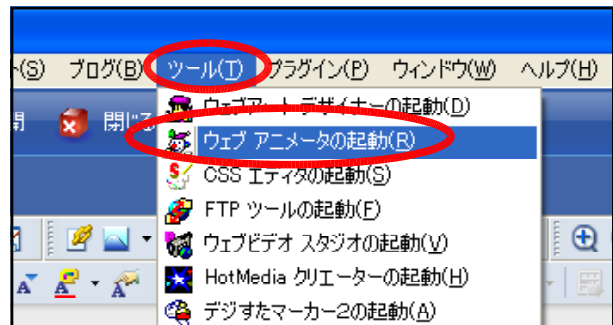 ト(S) ブログ(B) ツール(T) プラグイン(P) ウィンドウ(W) ヘルプ(H)
開 閉じる
ウェブアート デザイナーの起動(D)
ウェブ アニメータの起動(R)
CSS エディタの起動(S)
FTP ツールの起動(F)
ウェブビデオ スタジオの起動(V)
HotMedia クリエーターの起動(H)
デジすたマーカー2の起動(A)